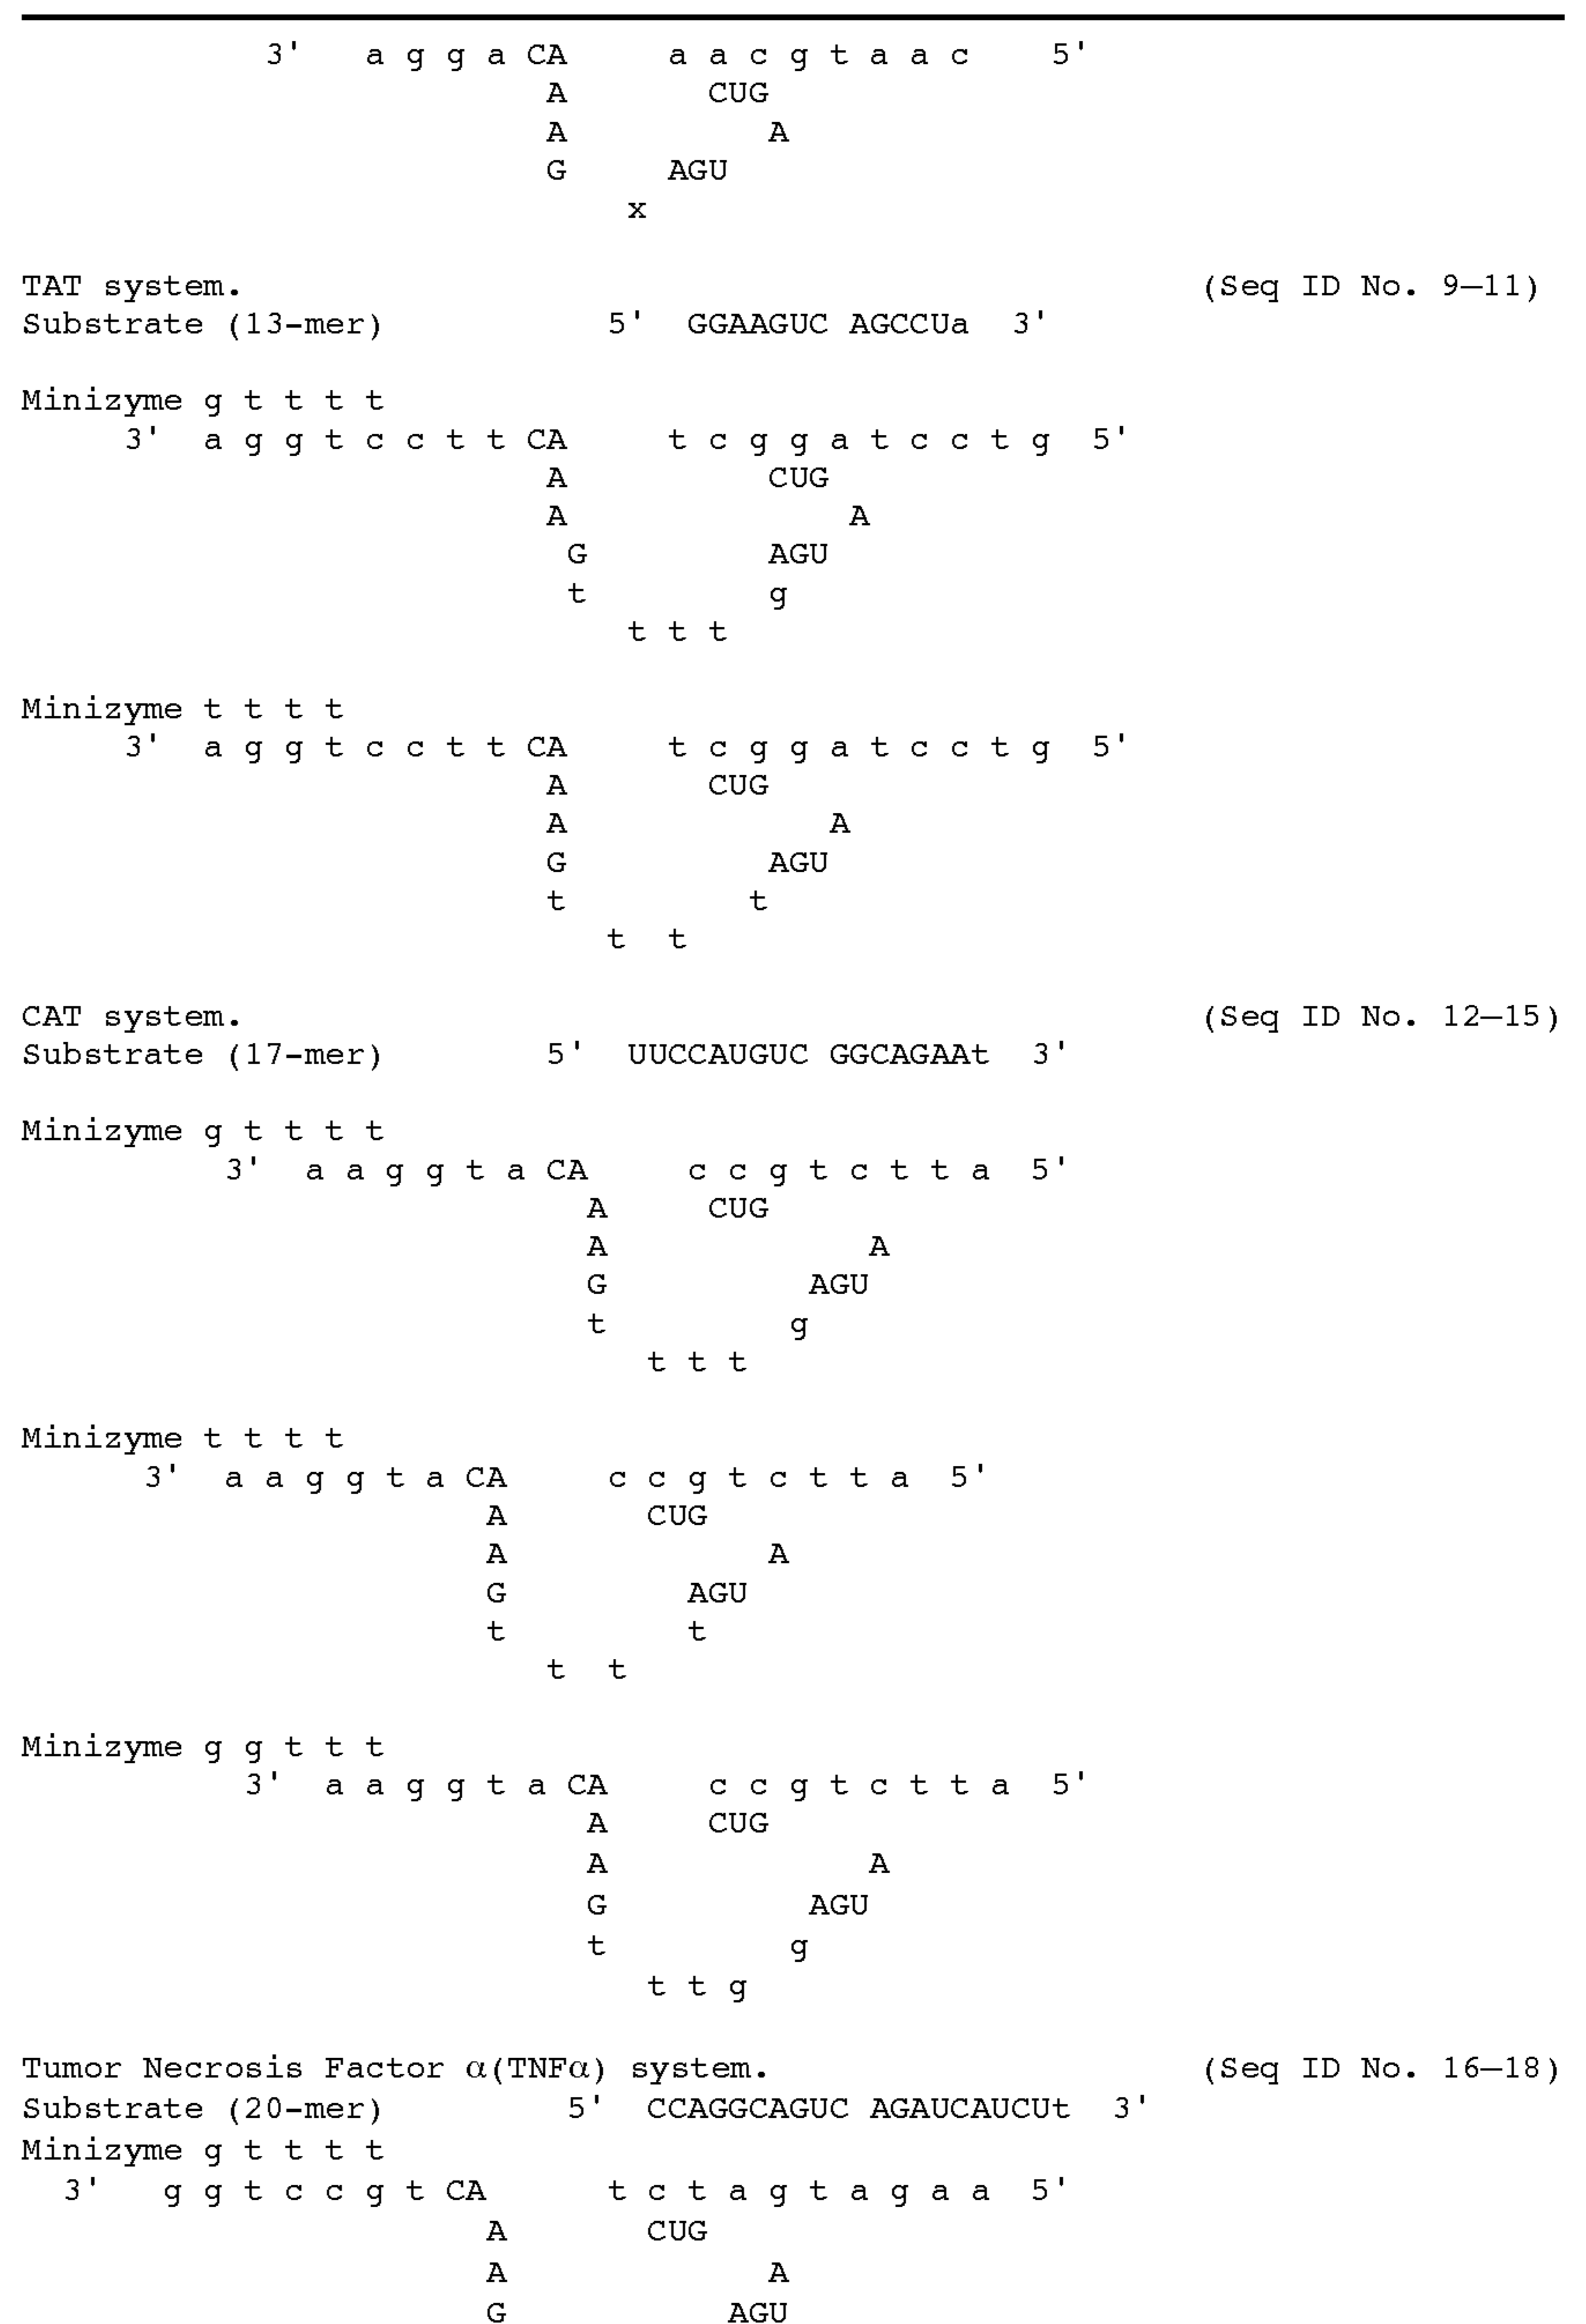 3' a g g a CA a a c g t a a c 5'
A CUG
A A
G AGU
x
TAT system. (Seq ID No. 9—11)
Substrate (13-mer) 5' GGAAGUC AGCCUa 3'
Minizyme g t t t t
3' a g g t c c t t CA t c g g a t c c t g 5'
A CUG
A A
G AGU
t g
t t t
Minizyme t t t t
3' a g g t c c t t CA t c g g a t c c t g 5'
A CUG
A A
G AGU
t t
t t
CAT system. (Seq ID No. 12—15)
Substrate (17-mer) 5' UUCCAUGUC GGCAGAAt 3'
Minizyme g t t t t
3' a a g g t a CA c c g t c t t a 5'
A CUG
A A
G AGU
t g
t t t
Minizyme t t t t
3' a a g g t a CA c c g t c t t a 5'
A CUG
A A
G AGU
t t
t t
Minizyme g g t t t
3' a a g g t a CA c c g t c t t a 5'
A CUG
A A
G AGU
t g
t t g
Tumor Necrosis Factor α(TNFα) system. (Seq ID No. 16—18)
Substrate (20-mer) 5' CCAGGCAGUC AGAUCAUCUt 3'
Minizyme g t t t t
3' g g t c c g t CA t c t a g t a g a a 5'
A CUG
A A
G AGU